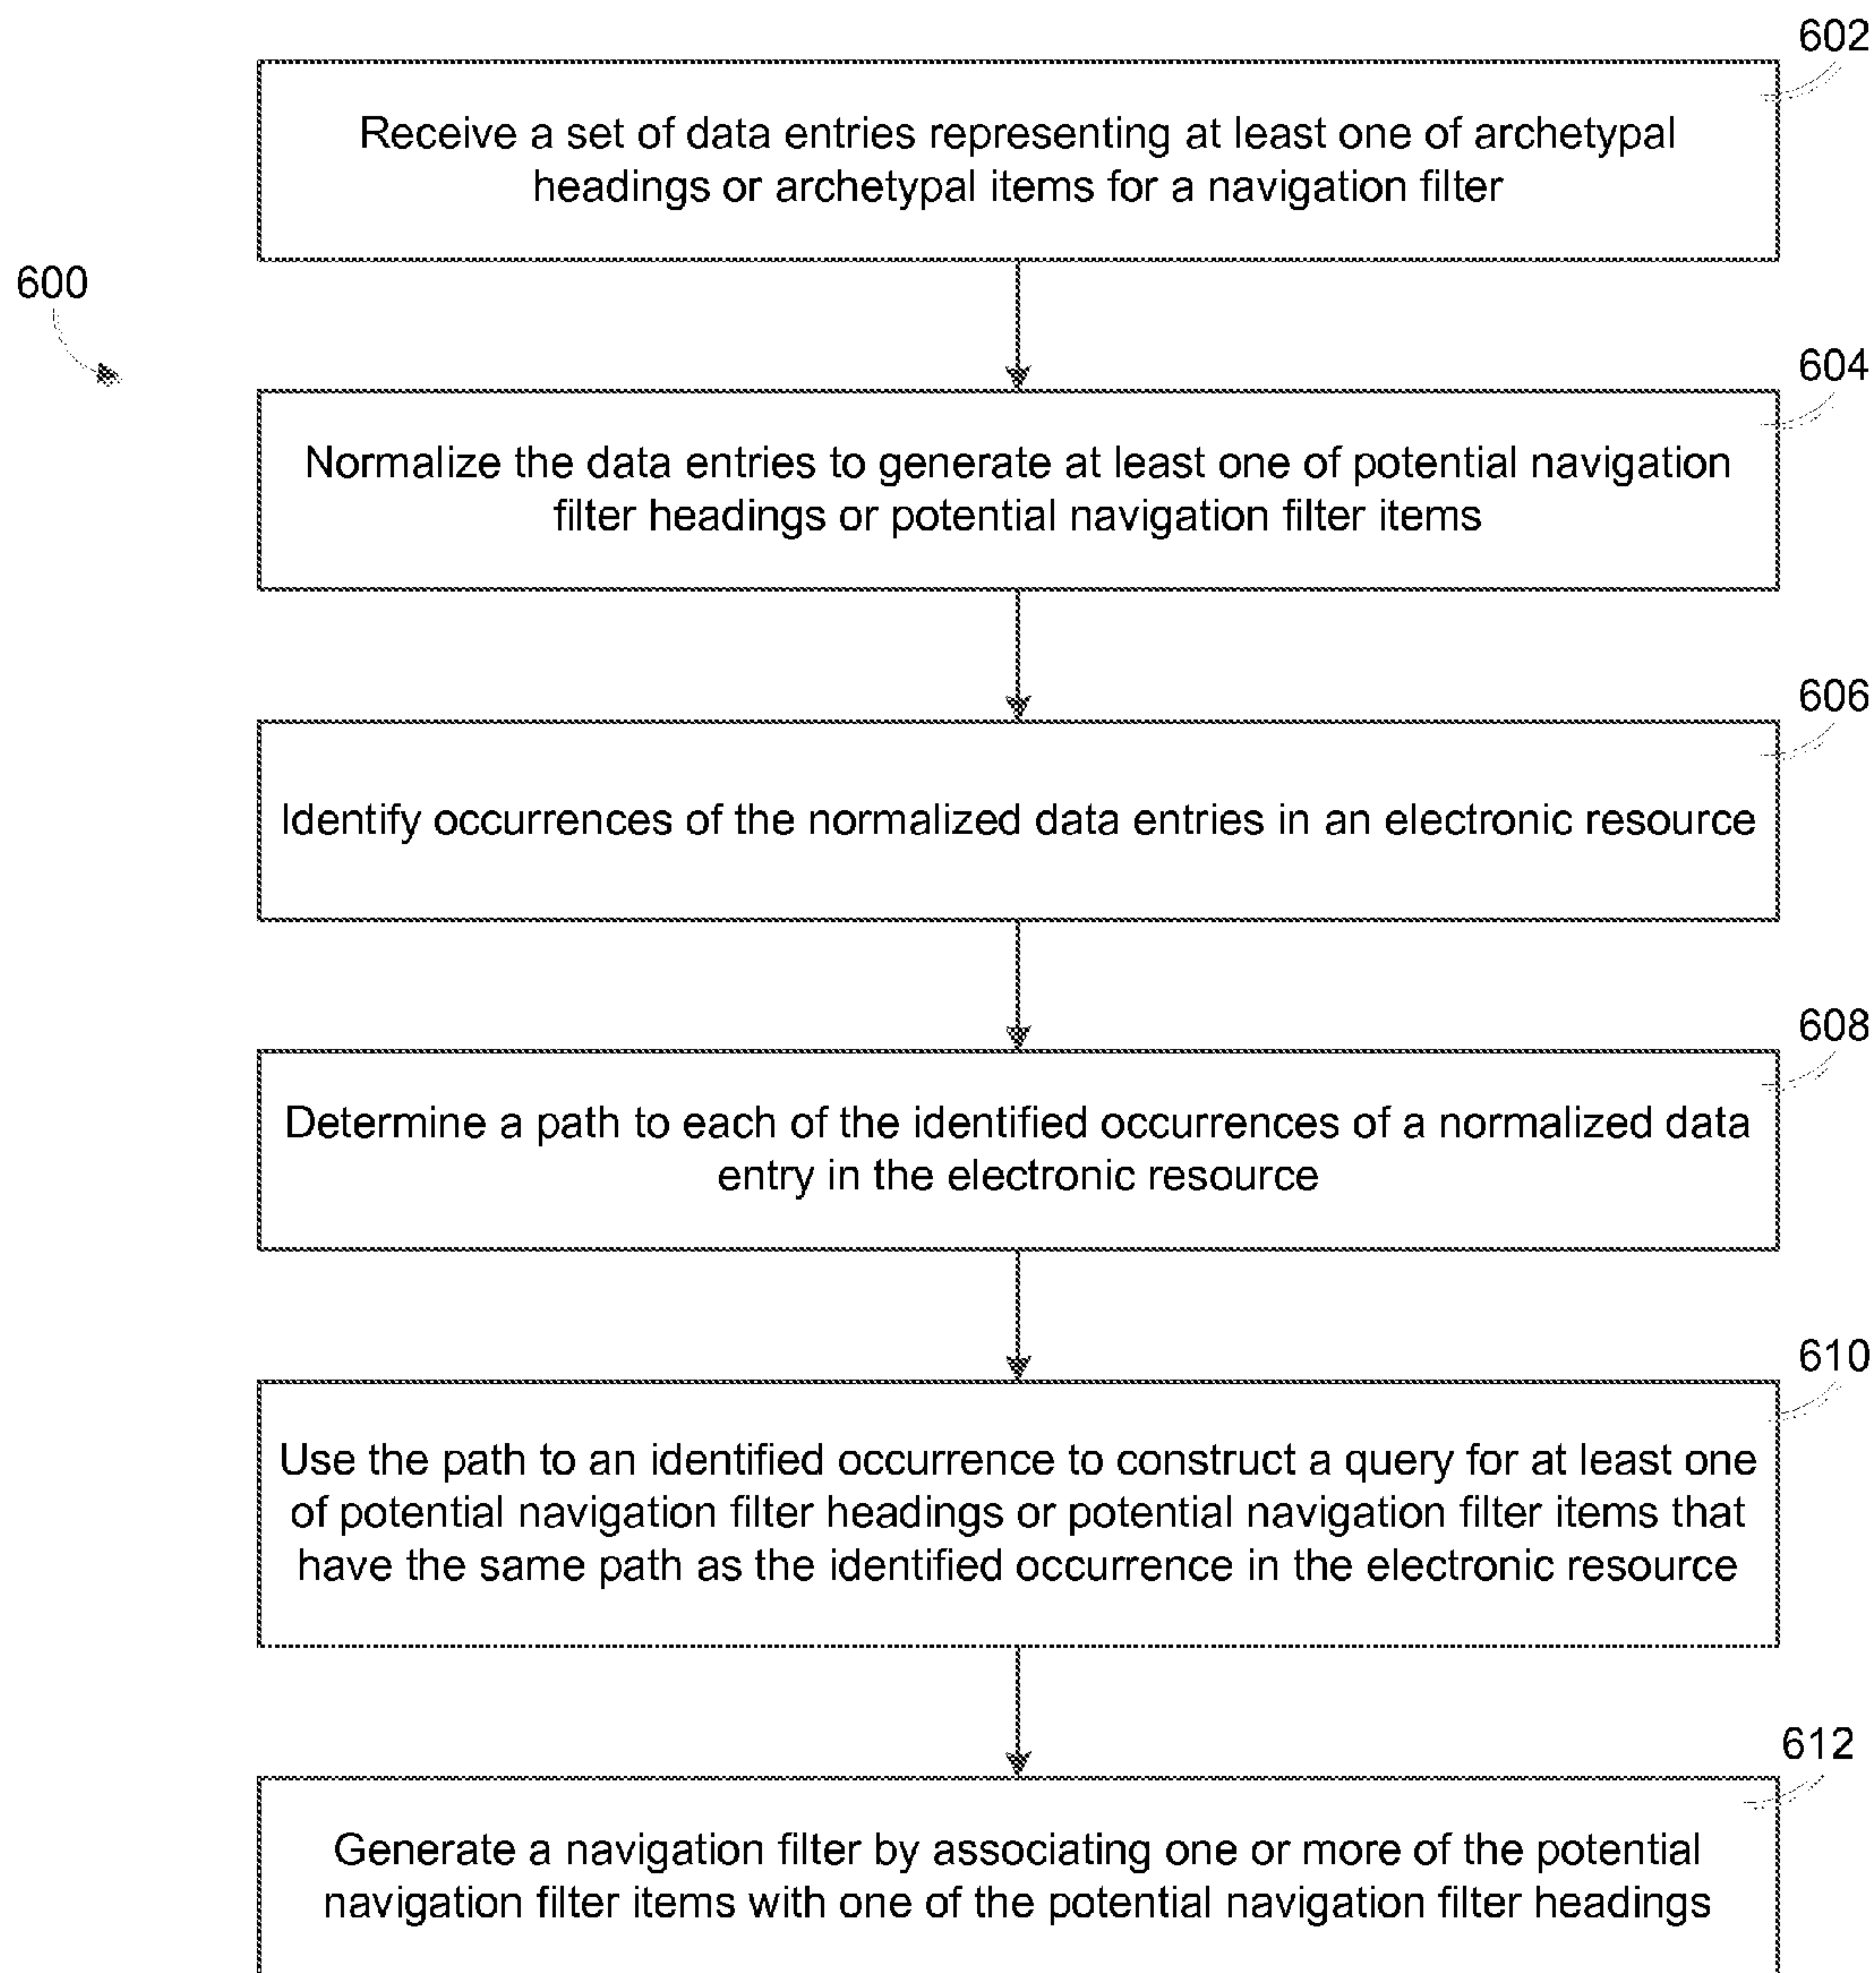 602
Receive a set of data entries representing at least one of archetypal
headings or archetypal items for a navigation filter
600
604
Normalize the data entries to generate at least one of potential navigation
filter headings or potential navigation filter items
606
Identify occurrences of the normalized data entries in an electronic resource
608
Determine a path to each of the identified occurrences of a normalized data
entry in the electronic resource
610
Use the path to an identified occurrence to construct a query for at least one
of potential navigation filter headings or potential navigation filter items that
have the same path as the identified occurrence in the electronic resource
612
Generate a navigation filter by associating one or more of the potential
navigation filter items with one of the potential navigation filter headings